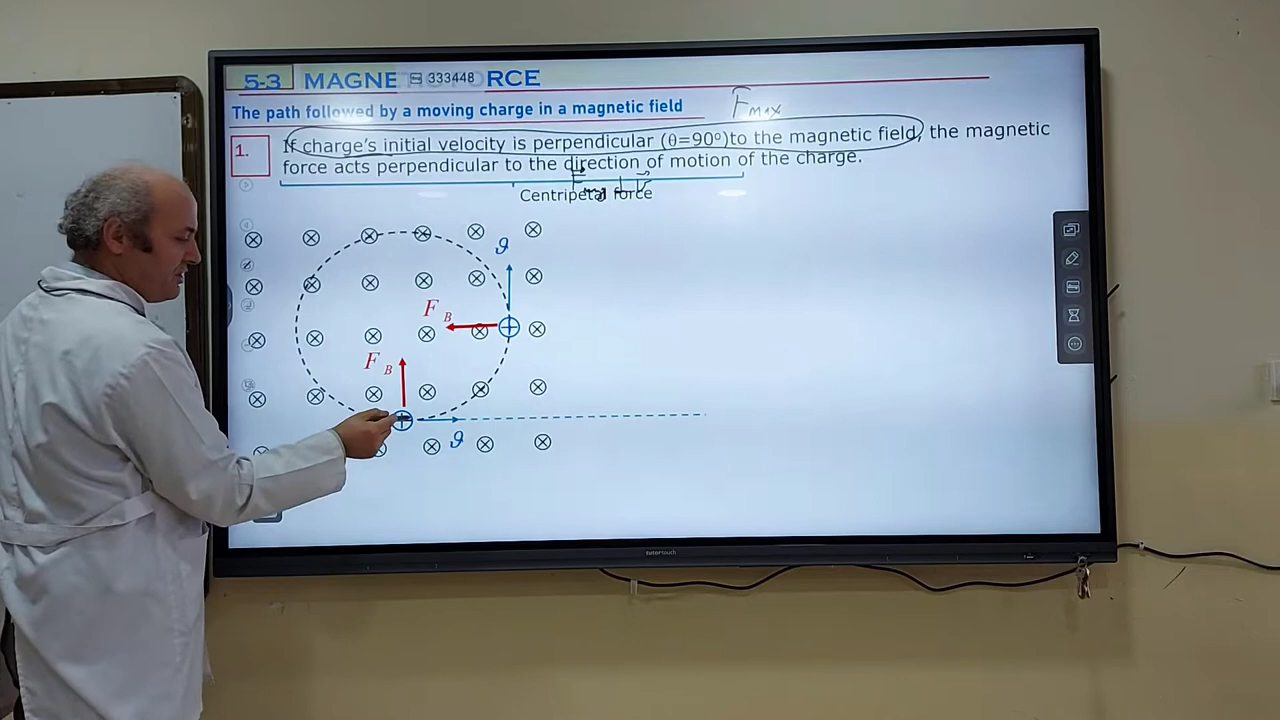 5-3 MAGNE RCE
333448
The path followed by a moving charge in a magnetic field
Fmax
1. If charge's initial velocity is perpendicular (θ=90º)to the magnetic field, the magnetic
force acts perpendicular to the direction of motion of the charge.
Centripetal force
ϑ
F B
F B
ϑ
tutortouch